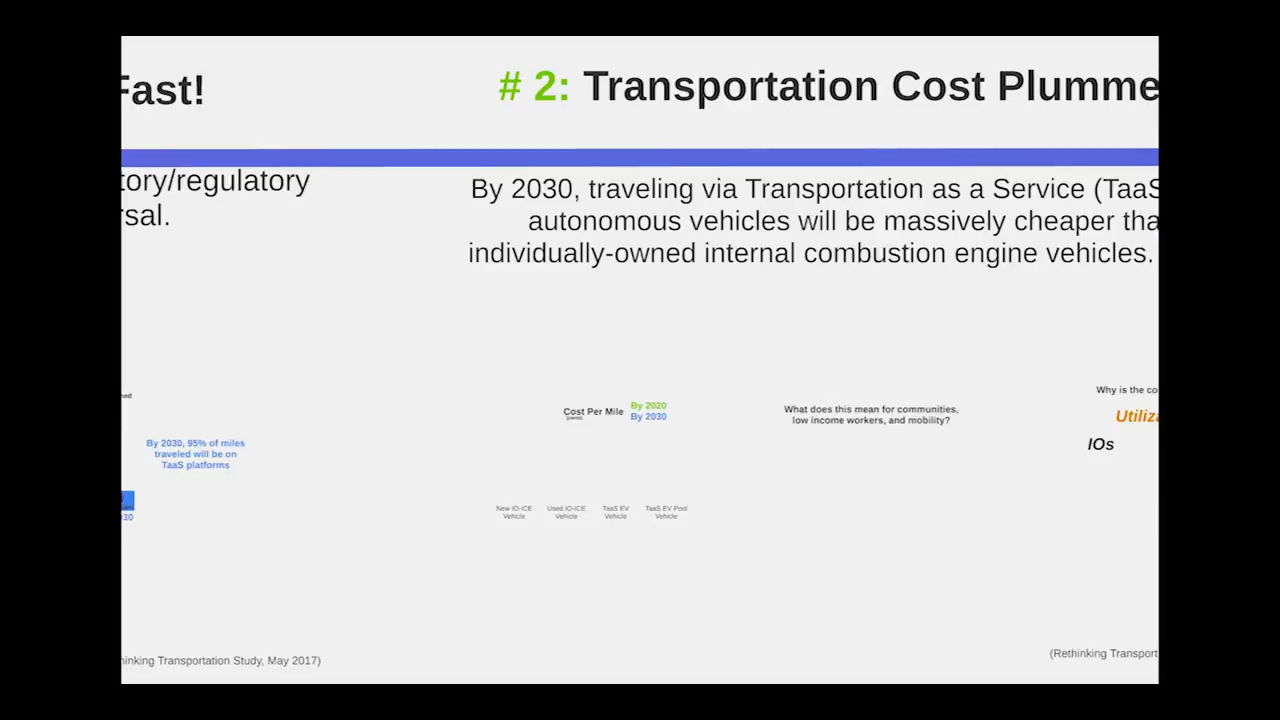 Fast!
# 2: Transportation Cost Plumme
tory/regulatory
rsal.
By 2030, traveling via Transportation as a Service (TaaS
autonomous vehicles will be massively cheaper tha
individually-owned internal combustion engine vehicles.
ned
By 2030, 95% of miles
traveled will be on
TaaS platforms
30
Cost Per Mile
By 2020
By 2030
New IO-ICE
Vehicle
Used IO-ICE
Vehicle
TaaS EV
Vehicle
TaaS EV Pool
Vehicle
What does this mean for communities,
low income workers, and mobility?
Why is the co
Utiliza
IOs
hinking Transportation Study, May 2017)
(Rethinking Transport